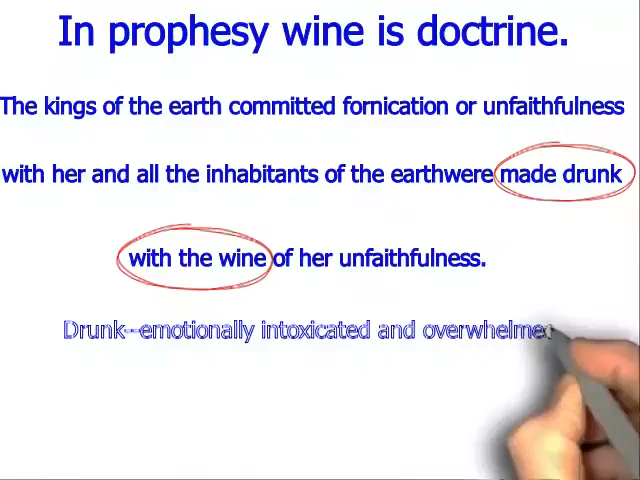 In prophesy wine is doctrine.
The kings of the earth committed fornication or unfaithfulness
with her and all the inhabitants of the earthwere made drunk
with the wine of her unfaithfulness.
Drunk--emotionally intoxicated and overwhelmed